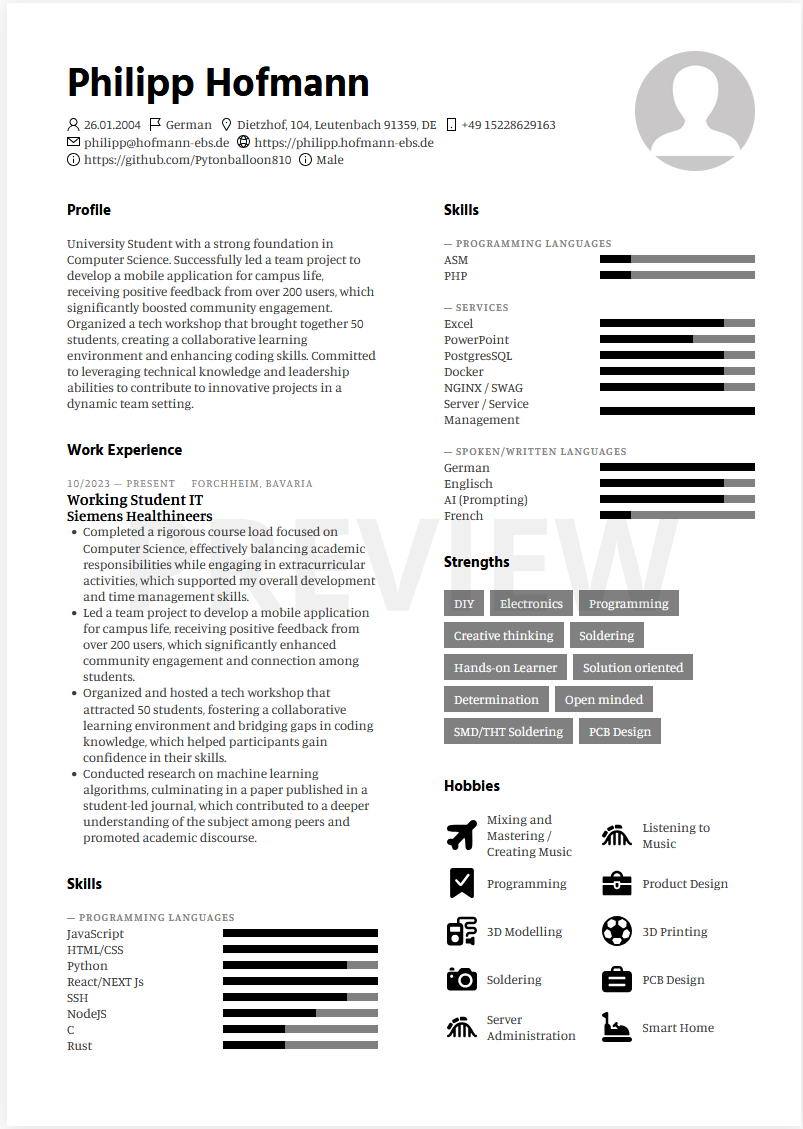 Philipp Hofmann
26.01.2004 German Dietzhof, 104, Leutenbach 91359, DE +49 15228629163
philipp@hofmann-ebs.de https://philipp.hofmann-ebs.de
https://github.com/Pytonballoon810 Male
Profile
University Student with a strong foundation in
Computer Science. Successfully led a team project to
develop a mobile application for campus life,
receiving positive feedback from over 200 users, which
significantly boosted community engagement.
Organized a tech workshop that brought together 50
students, creating a collaborative learning
environment and enhancing coding skills. Committed
to leveraging technical knowledge and leadership
abilities to contribute to innovative projects in a
dynamic team setting.
Work Experience
10/2023 — PRESENT FORCHHEIM, BAVARIA
Working Student IT
Siemens Healthineers
• Completed a rigorous course load focused on
Computer Science, effectively balancing academic
responsibilities while engaging in extracurricular
activities, which supported my overall development
and time management skills.
• Led a team project to develop a mobile application
for campus life, receiving positive feedback from
over 200 users, which significantly enhanced
community engagement and connection among
students.
• Organized and hosted a tech workshop that
attracted 50 students, fostering a collaborative
learning environment and bridging gaps in coding
knowledge, which helped participants gain
confidence in their skills.
• Conducted research on machine learning
algorithms, culminating in a paper published in a
student-led journal, which contributed to a deeper
understanding of the subject among peers and
promoted academic discourse.
Skills
— PROGRAMMING LANGUAGES
JavaScript
HTML/CSS
Python
React/NEXT Js
SSH
NodeJS
C
Rust
Skills
— PROGRAMMING LANGUAGES
ASM
PHP
— SERVICES
Excel
PowerPoint
PostgresSQL
Docker
NGINX / SWAG
Server / Service
Management
— SPOKEN/WRITTEN LANGUAGES
German
Englisch
AI (Prompting)
French
Strengths
DIY Electronics Programming
Creative thinking Soldering
Hands-on Learner Solution oriented
Determination Open minded
SMD/THT Soldering PCB Design
Hobbies
Mixing and
Mastering /
Creating Music
Listening to
Music
Programming
Product Design
3D Modelling
3D Printing
Soldering
PCB Design
Server
Administration
Smart Home
PREVIEW